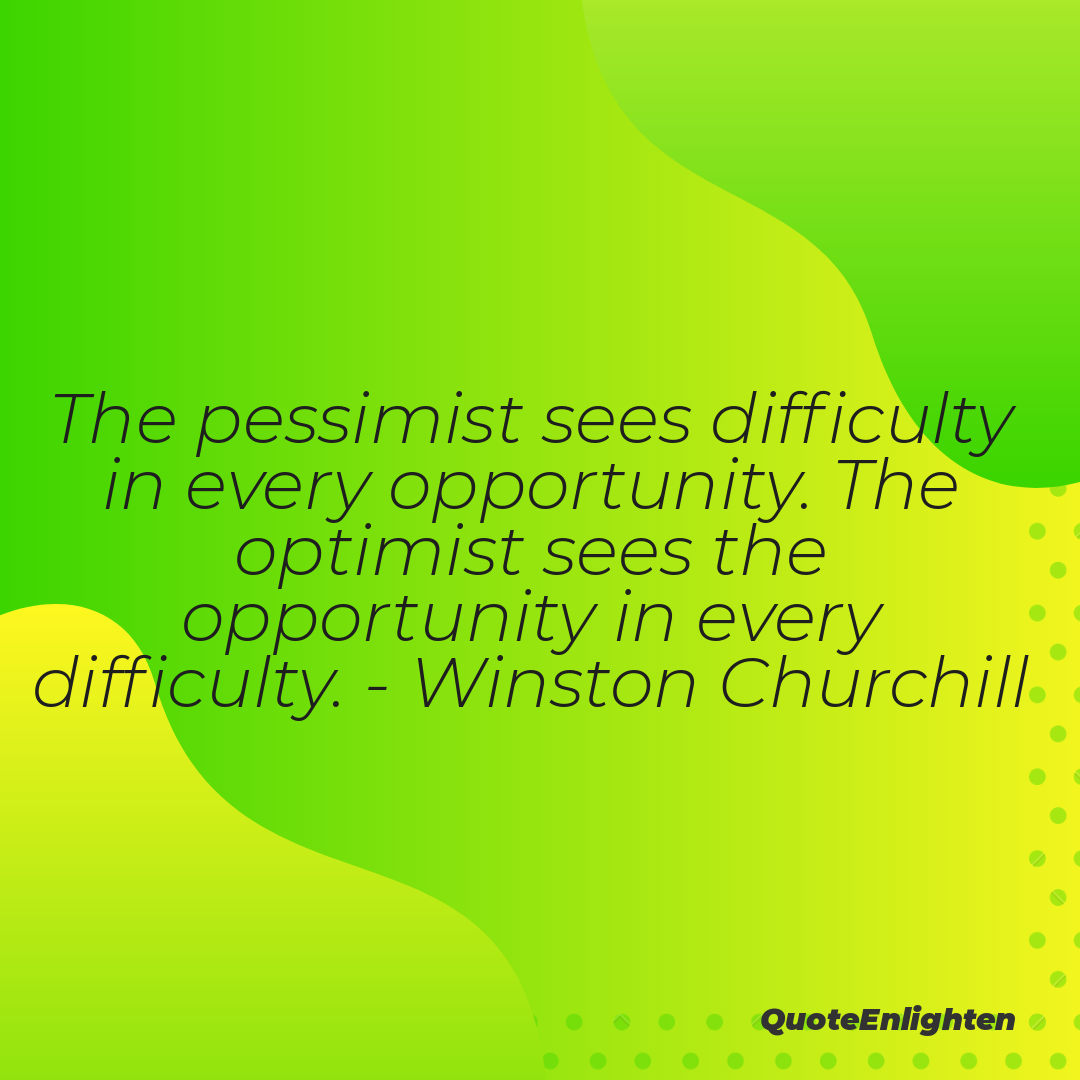 The pessimist sees difficulty
in every opportunity. The
optimist sees the
opportunity in every
difficulty. - Winston Churchill
QuoteEnlighten